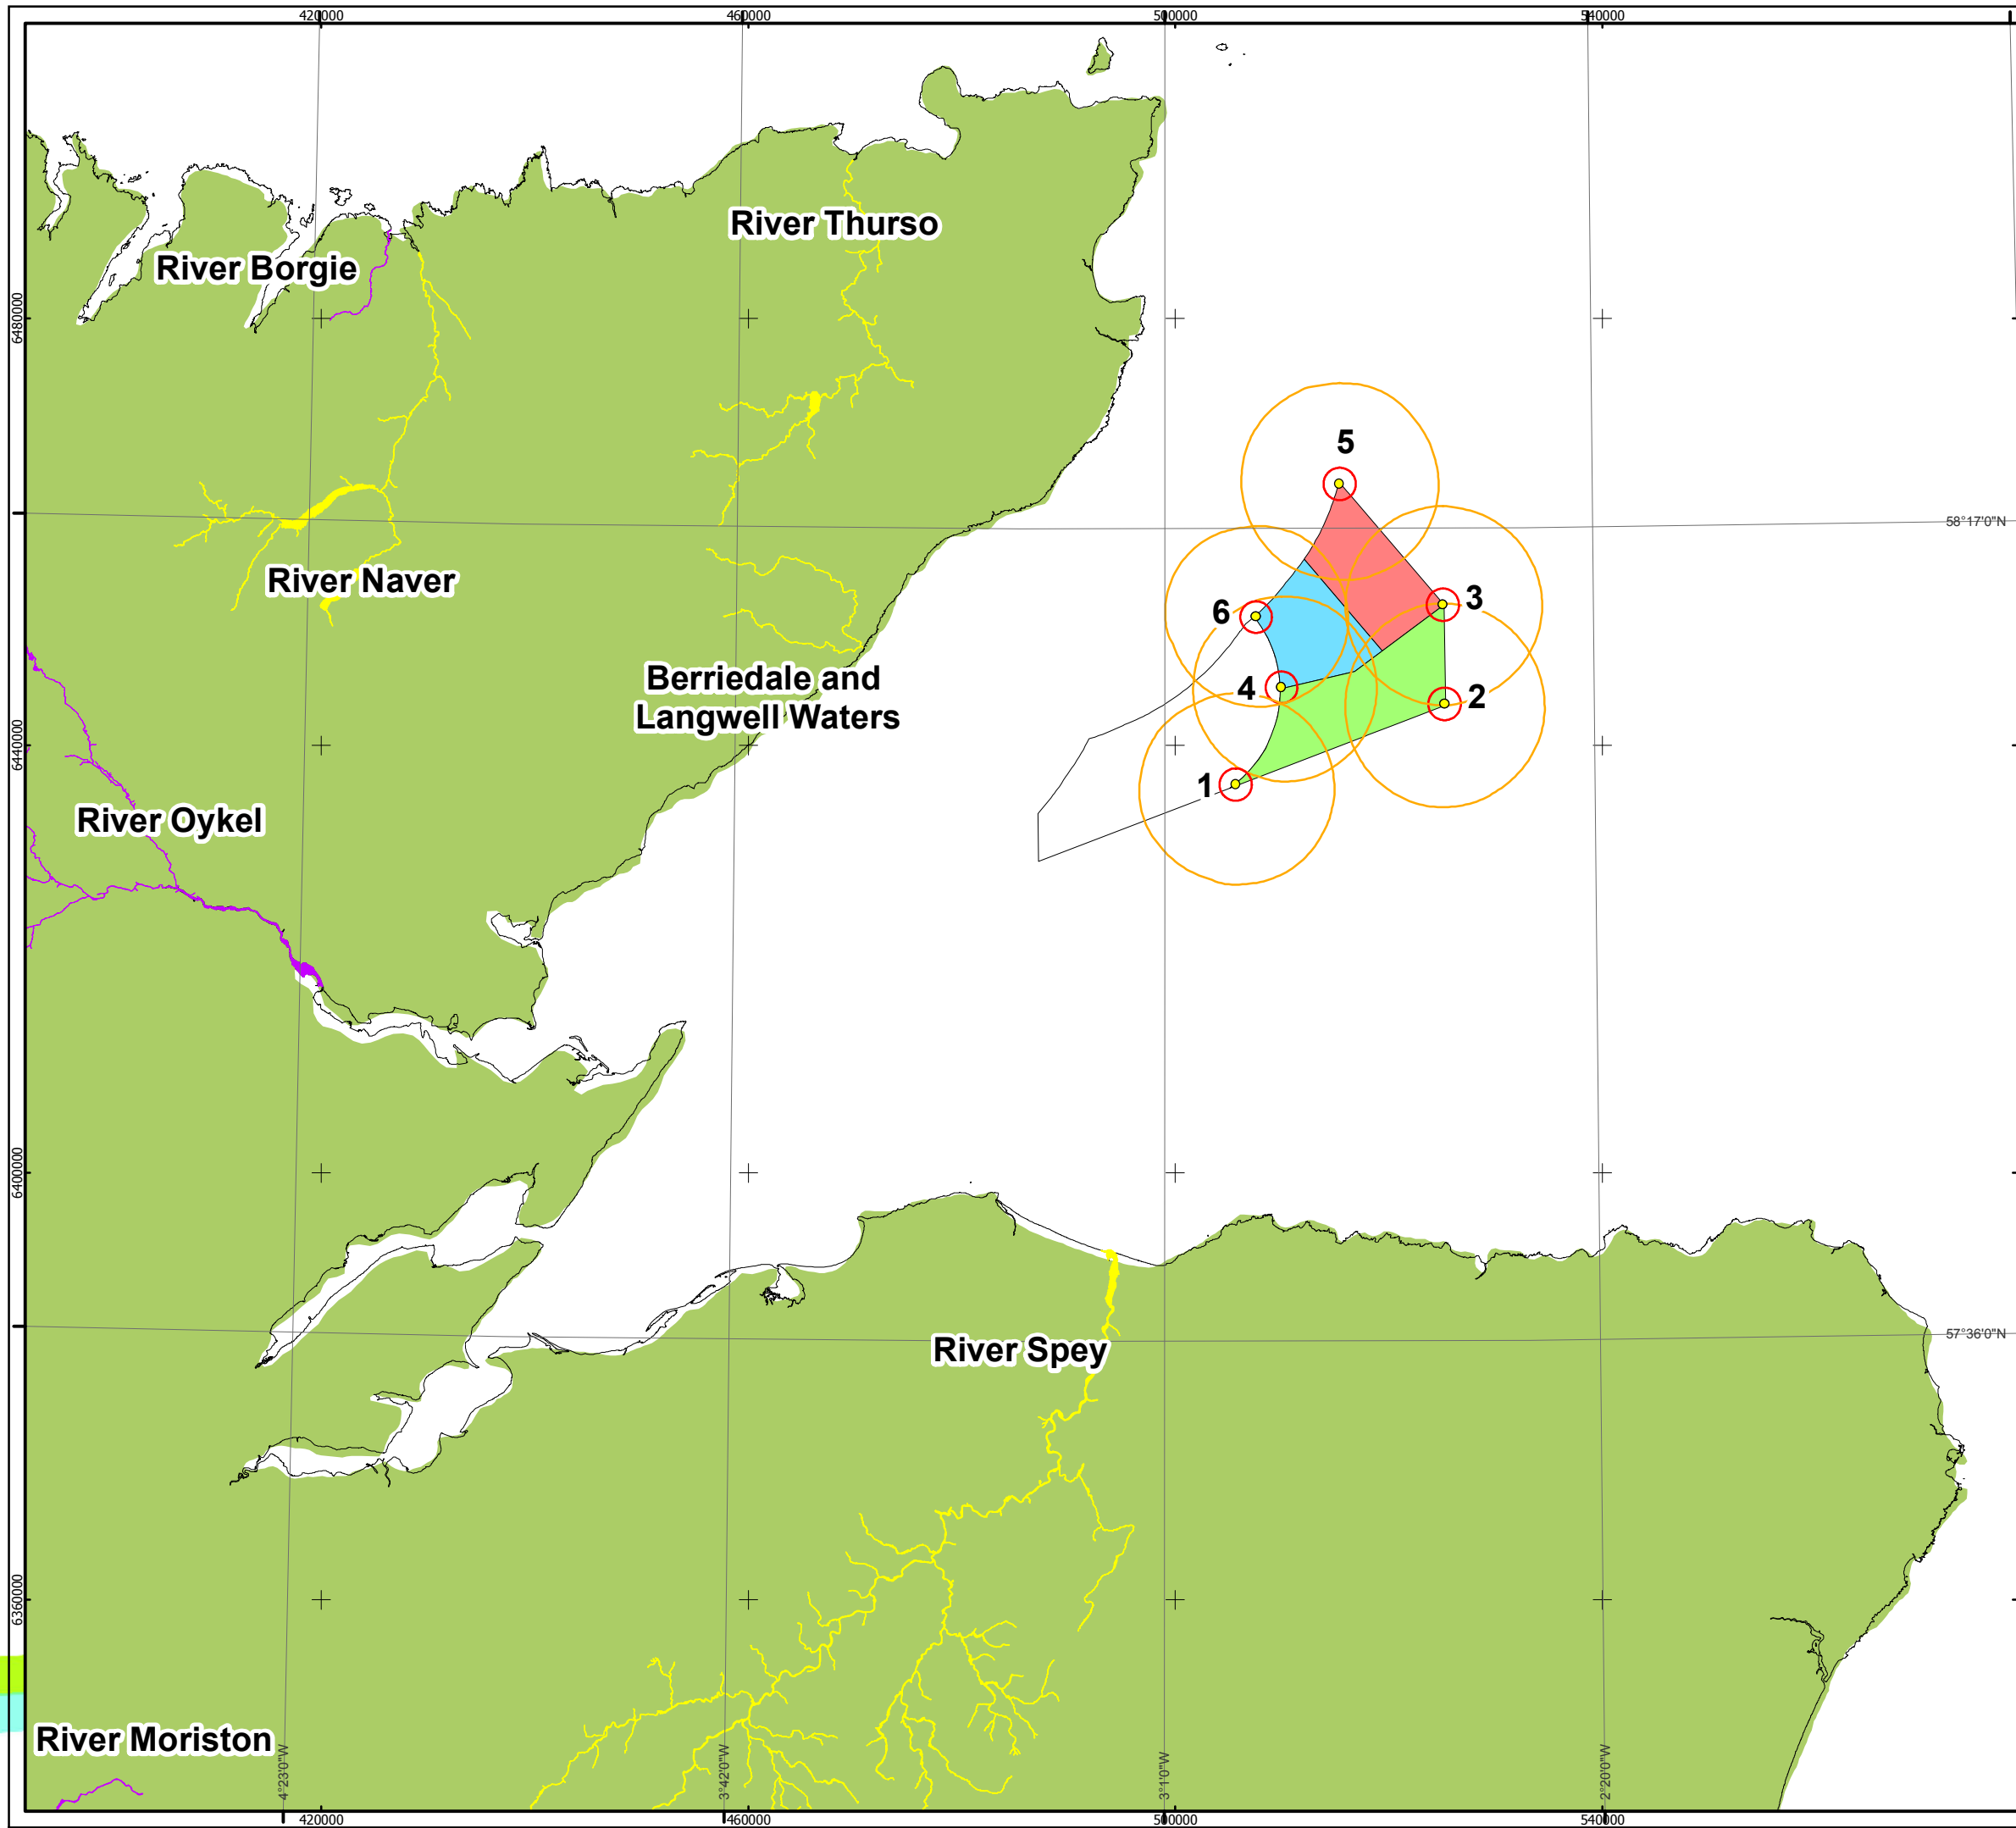 420000
460000
500000
540000
River Thurso
River Borgie
6480000
5
58°17'0"N
River Naver
3
6
Berriedale and
Langwell Waters
4
2
6440000
1
River Oykel
6400000
57°36'0"N
River Spey
6360000
River Moriston
4°23'0"W
3°42'0"W
3°1'0"W
2°20'0"W
420000
460000
500000
540000